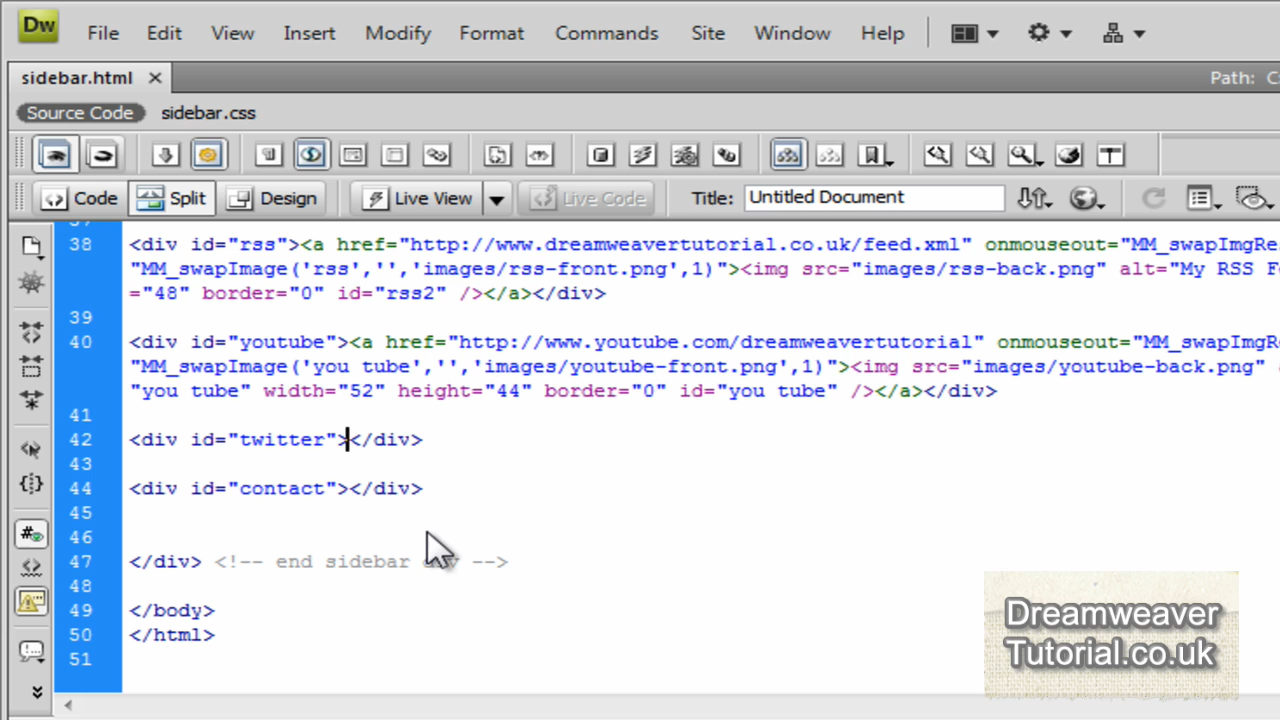 Dw File Edit View Insert Modify Format Commands Site Window Help
sidebar.html Path:
Source Code sidebar.css
Code Split Design Live View Live Code Title: Untitled Document
38 <div id="rss"><a href="http://www.dreamweavertutorial.co.uk/feed.xml" onmouseout="MM_swapImgRes
"MM_swapImage('rss','','images/rss-front.png',1)"><img src="images/rss-back.png" alt="My RSS
="48" border="0" id="rss2" /></a></div>
39
40 <div id="youtube"><a href="http://www.youtube.com/dreamweavertutorial" onmouseout="MM_swapImgRe
"MM_swapImage('you tube','','images/youtube-front.png',1)"><img src="images/youtube-back.png"
"you tube" width="52" height="44" border="0" id="you tube" /></a></div>
41
42 <div id="twitter"></div>
43
44 <div id="contact"></div>
45
46
47 </div> <!-- end sidebar div -->
48
49 </body>
50 </html>
51
Dreamweaver
Tutorial.co.uk